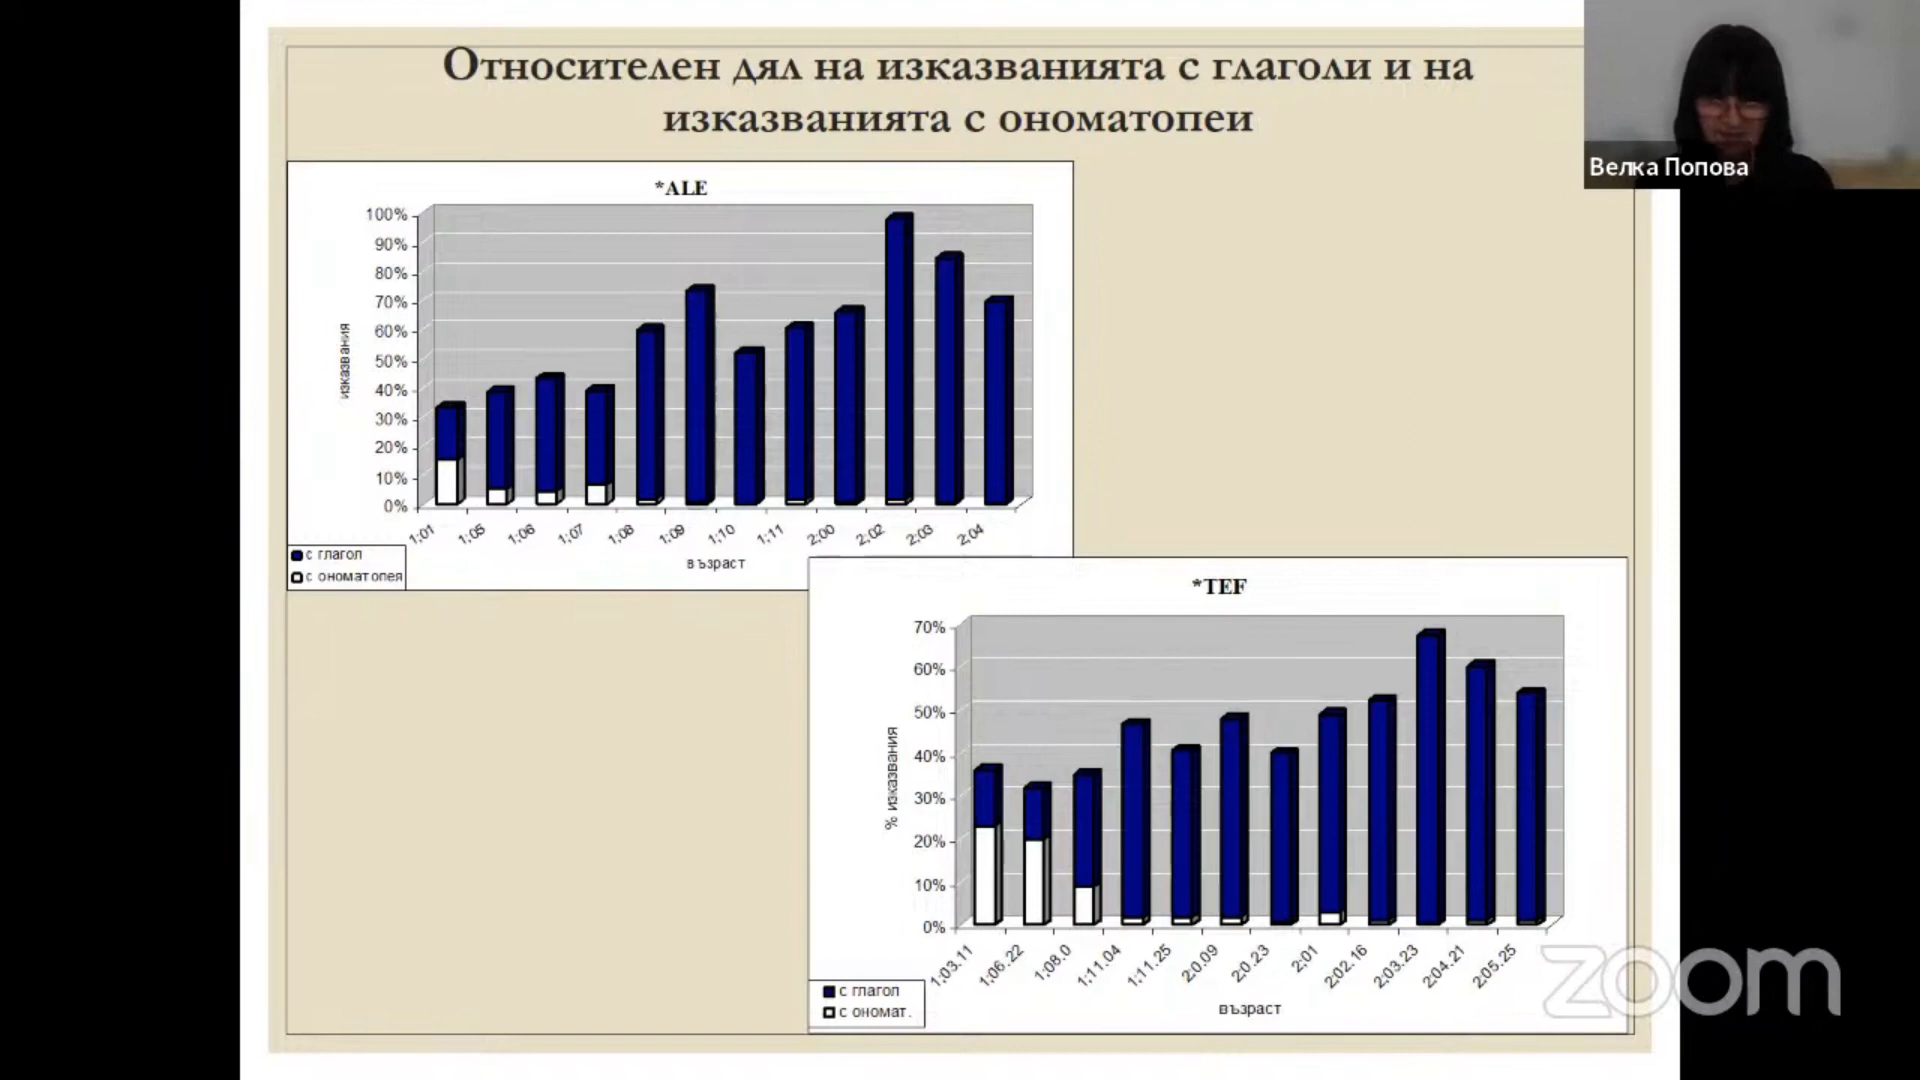 Относителен дял на изказванията с глаголи и на
изказванията с ономатопеи
Велка Попова
*ALE
100%
90%
80%
70%
60%
50%
40%
30%
20%
10%
0%
изказвания
1;01 1;05 1;06 1;07 1;08 1;09 1;10 1;11 2;00 2;02 2;03 2;04
възраст
с глагол
с ономатопея
*TEF
70%
60%
50%
40%
30%
20%
10%
0%
% изказвания
1;03.11 1;06.22 1;08.0 1;11.04 1;11.25 2;0.09 2;0.23 2;01 2;02.16 2;03.23 2;04.21 2;05.25
възраст
с глагол
с ономат.
zoom